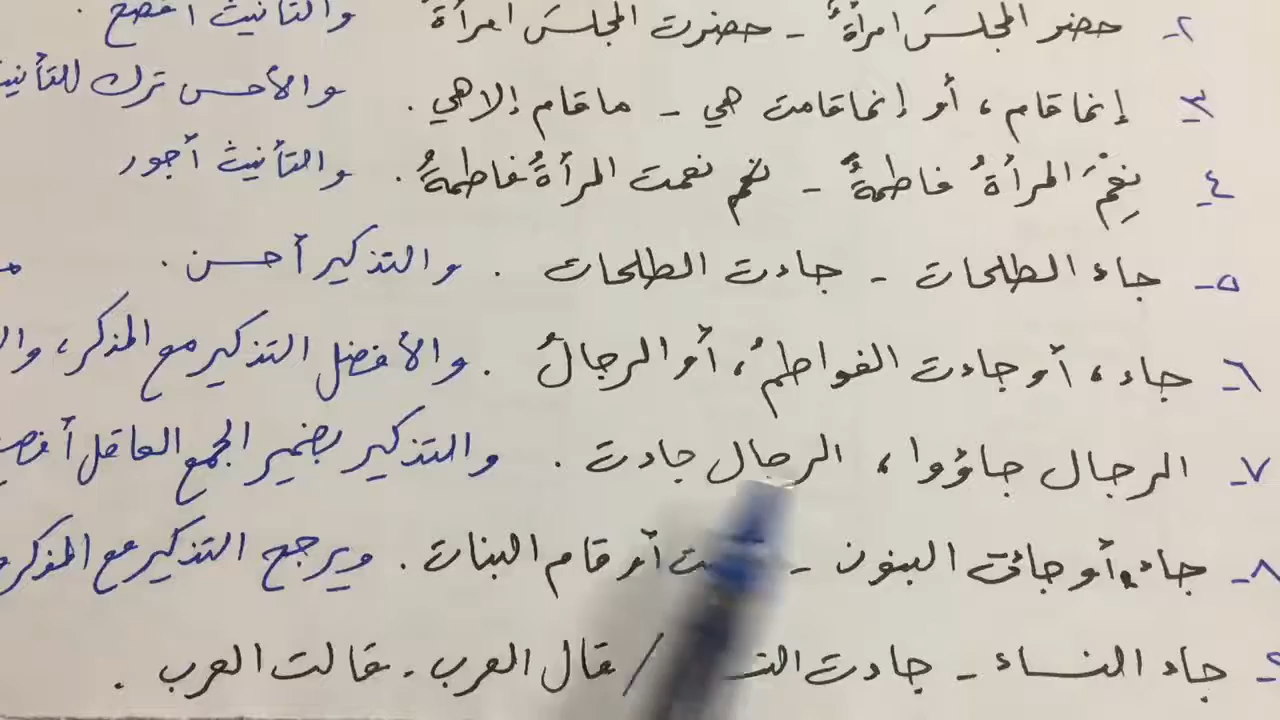 ٢- حضر المجلسَ امرأةٌ - حضرت المجلسَ امرأة والتأنيث أفصح .
٣- إنما قام ، أو إنما قامت هي - ما قام إلا هي . والأحسن ترك التأنيث
٤- نِعْمَ المرأةُ فاطمةٌ - نعم نعمت المرأةُ فاطمةُ . والتأنيث أجود
٥- جاء الطلحات - جاءت الطلحات . والتذكير أحسن .
٦- جاء ، أو جاءت الفواطمُ ، أو الرجالُ . والأفضل التذكير مع المذكر ،
٧- الرجال جاؤوا ، الرجال جاءت . والتذكير بضمير الجمع العاقل
٨- جاء أو جاءت البنون - أو قام البنات . ويرجح التذكير مع المذكر
جاء النساء - جاءت / قال العرب . قالت العرب .